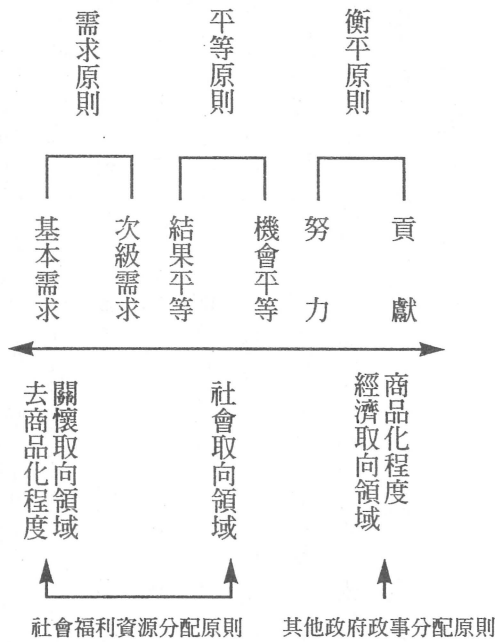 需求原則
平等原則
衡平原則
基本需求
次級需求
結果平等
機會平等
努力
貢獻
關懷取向領域
去商品化程度
社會取向領域
商品化程度
經濟取向領域
社會福利資源分配原則
其他政府政事分配原則